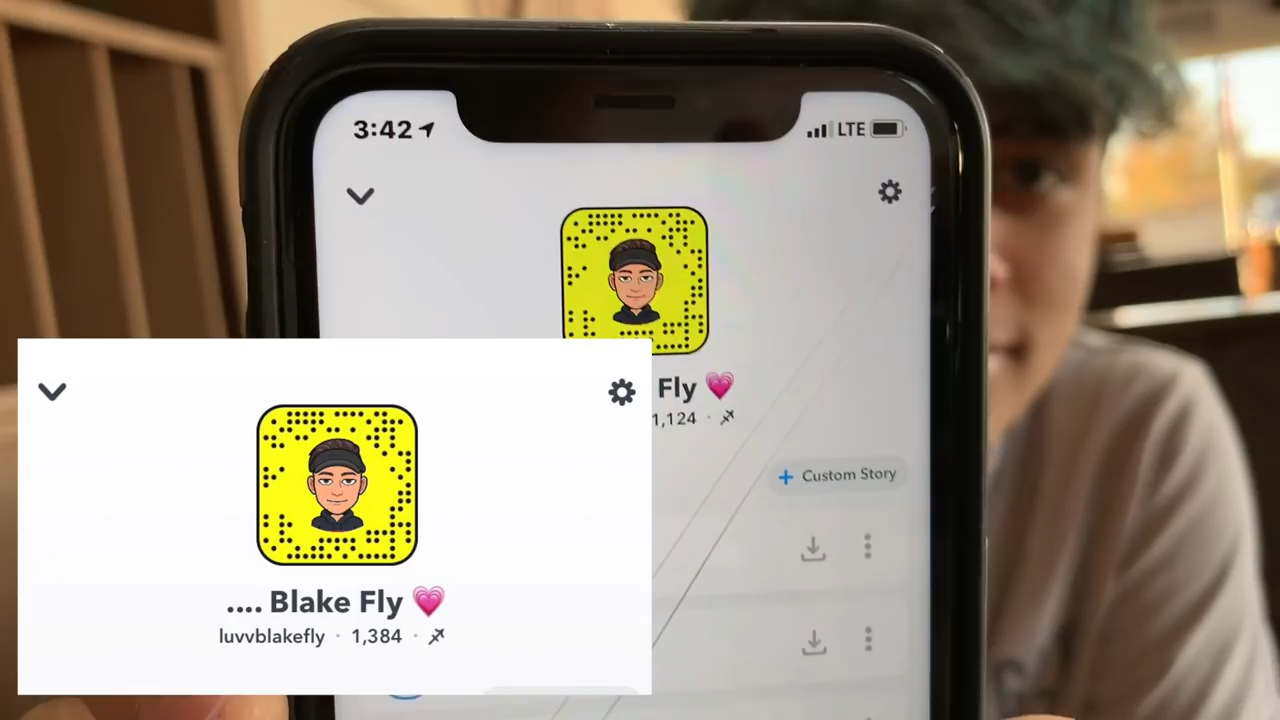 3:42 LTE
Fly 💗
1,124 · ♐
+ Custom Story
.... Blake Fly 💗
luvvblakefly · 1,384 · ♐